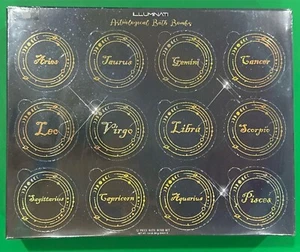 ILLUMINATI
Astrological Bath Bombs
Aries Taurus Gemini Cancer
Leo Virgo Libra Scorpio
Sagittarius Capricorn Aquarius Pisces